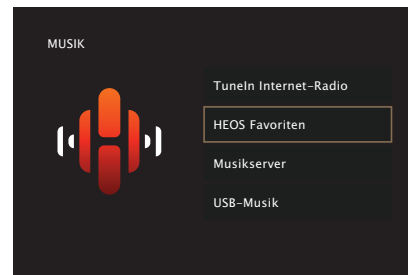 MUSIK
TuneIn Internet-Radio
HEOS Favoriten
Musikserver
USB-Musik